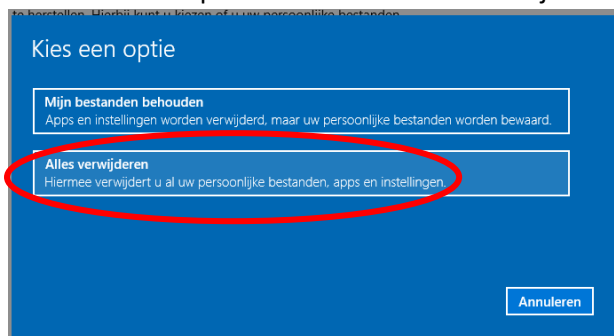 te herstellen. Hierbij kunt u kiezen of u uw persoonlijke bestanden
Kies een optie
Mijn bestanden behouden
Apps en instellingen worden verwijderd, maar uw persoonlijke bestanden worden bewaard.
Alles verwijderen
Hiermee verwijdert u al uw persoonlijke bestanden, apps en instellingen.
Annuleren